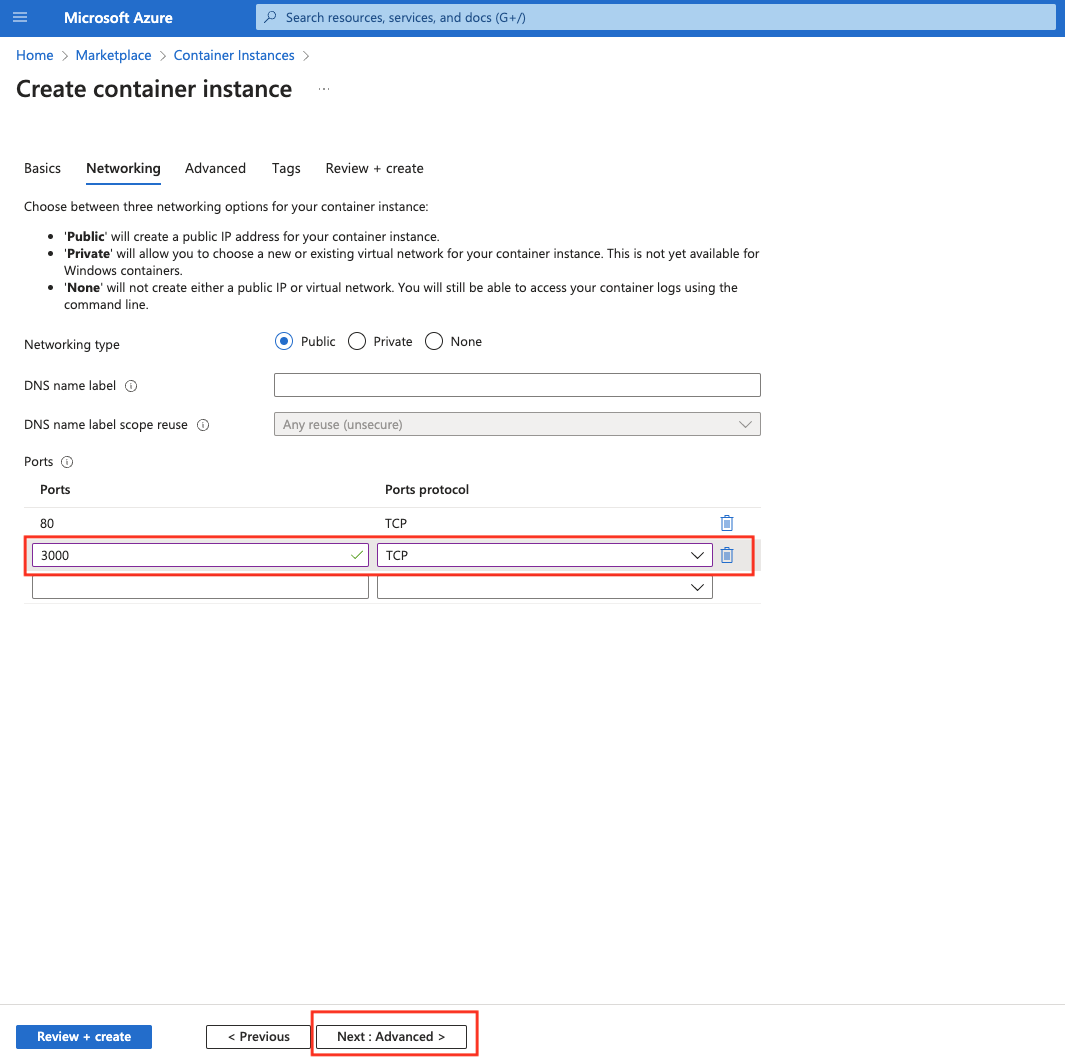 Microsoft Azure
Search resources, services, and docs (G+/)
Home > Marketplace > Container Instances >
Create container instance ...
Basics Networking Advanced Tags Review + create
Choose between three networking options for your container instance:
• 'Public' will create a public IP address for your container instance.
• 'Private' will allow you to choose a new or existing virtual network for your container instance. This is not yet available for
Windows containers.
• 'None' will not create either a public IP or virtual network. You will still be able to access your container logs using the
command line.
Networking type Public Private None
DNS name label
DNS name label scope reuse Any reuse (unsecure)
Ports
Ports Ports protocol
80 TCP
3000 TCP
Review + create < Previous Next : Advanced >